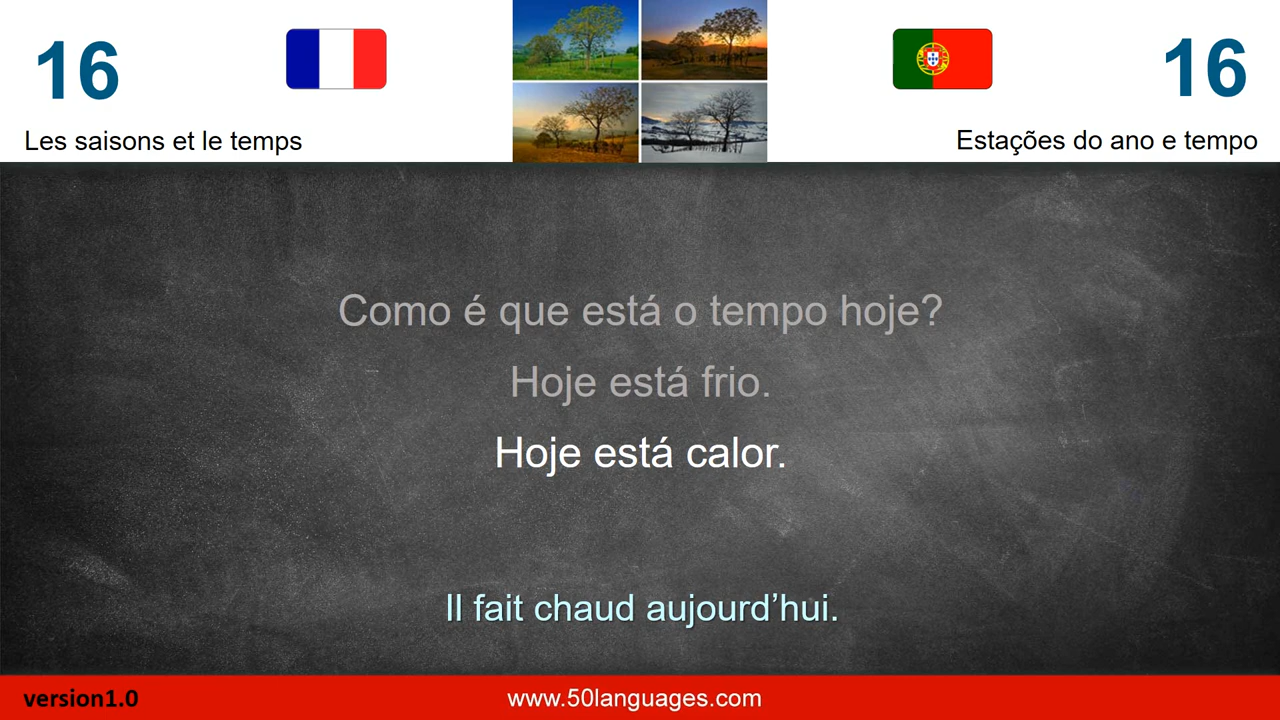 16
16
Les saisons et le temps
Estações do ano e tempo
Como é que está o tempo hoje?
Hoje está frio.
Hoje está calor.
Il fait chaud aujourd’hui.
version1.0
www.50languages.com